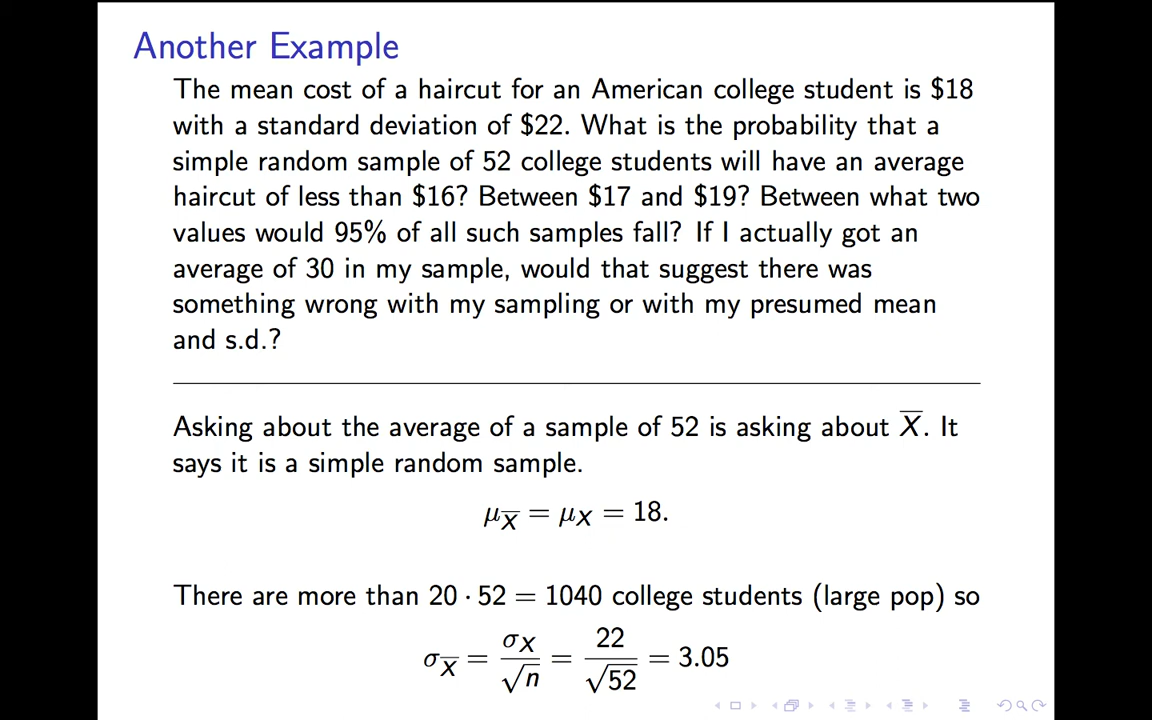 Another Example
The mean cost of a haircut for an American college student is $18
with a standard deviation of $22. What is the probability that a
simple random sample of 52 college students will have an average
haircut of less than $16? Between $17 and $19? Between what two
values would 95% of all such samples fall? If I actually got an
average of 30 in my sample, would that suggest there was
something wrong with my sampling or with my presumed mean
and s.d.?
Asking about the average of a sample of 52 is asking about X̅. It
says it is a simple random sample.
μ_X̅ = μ_X = 18.
There are more than 20 · 52 = 1040 college students (large pop) so
σ_X̅ = σ_X/√n = 22/√52 = 3.05